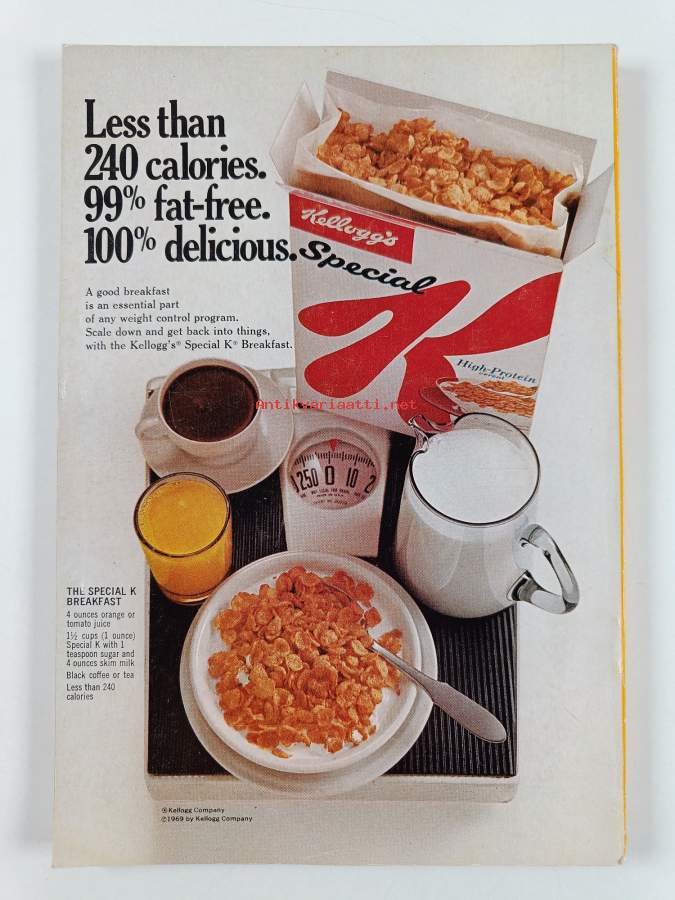 Less than
240 calories.
99% fat-free.
100% delicious.
A good breakfast
is an essential part
of any weight control program.
Scale down and get back into things,
with the Kellogg's® Special K® Breakfast.
Kellogg's
Special
K
High-Protein
cereal
Antikvariaatti.net
250 0 10 2
THE SPECIAL K
BREAKFAST
4 ounces orange or
tomato juice
1½ cups (1 ounce)
Special K with 1
teaspoon sugar and
4 ounces skim milk
Black coffee or tea
Less than 240
calories
®Kellogg Company
©1969 by Kellogg Company